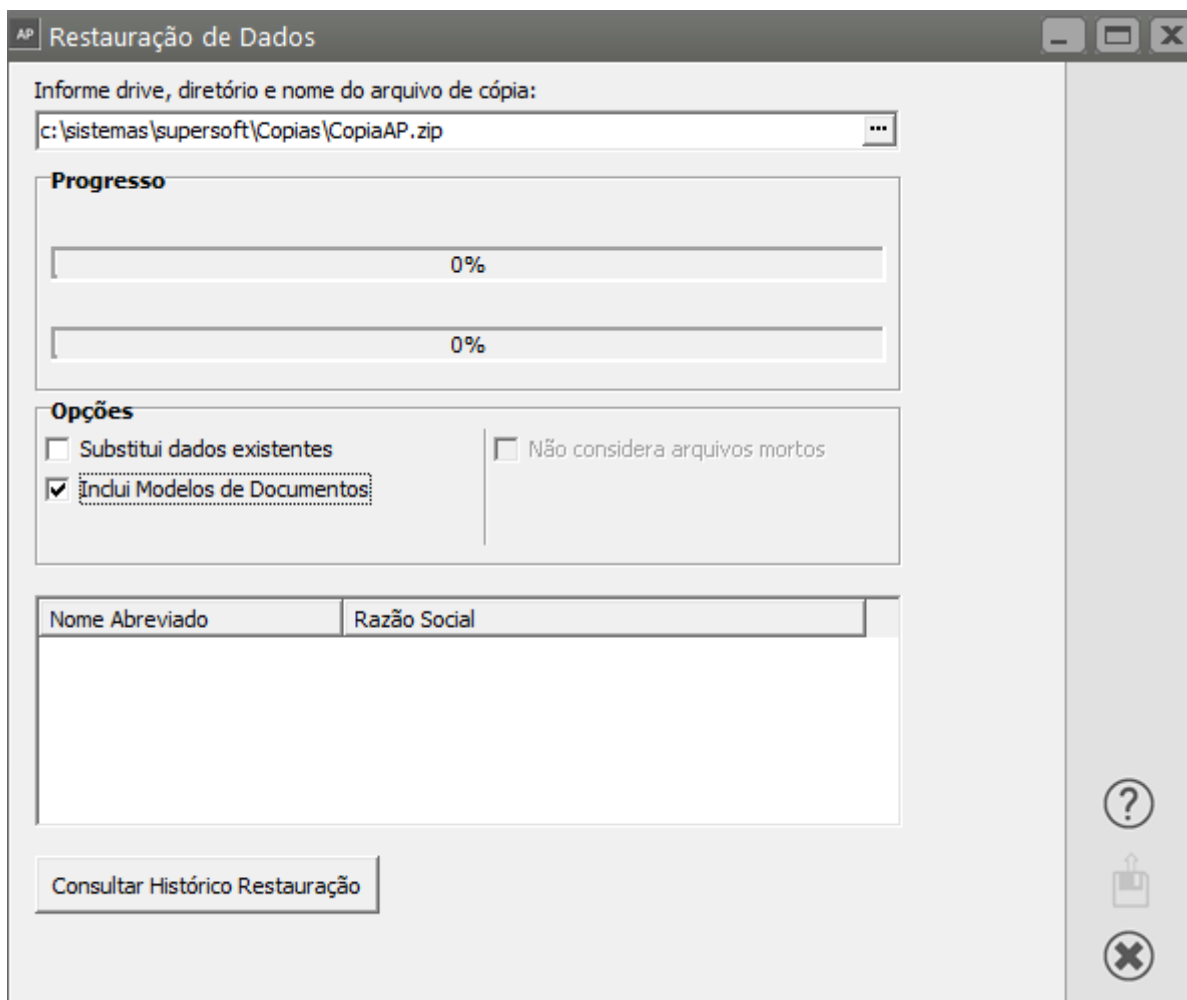 AP Restauração de Dados
Informe drive, diretório e nome do arquivo de cópia:
c:\sistemas\supersoft\Copias\CopiaAP.zip ...
Progresso
0%
0%
Opções
Substitui dados existentes Não considera arquivos mortos
Inclui Modelos de Documentos
Nome Abreviado Razão Social
?
Consultar Histórico Restauração